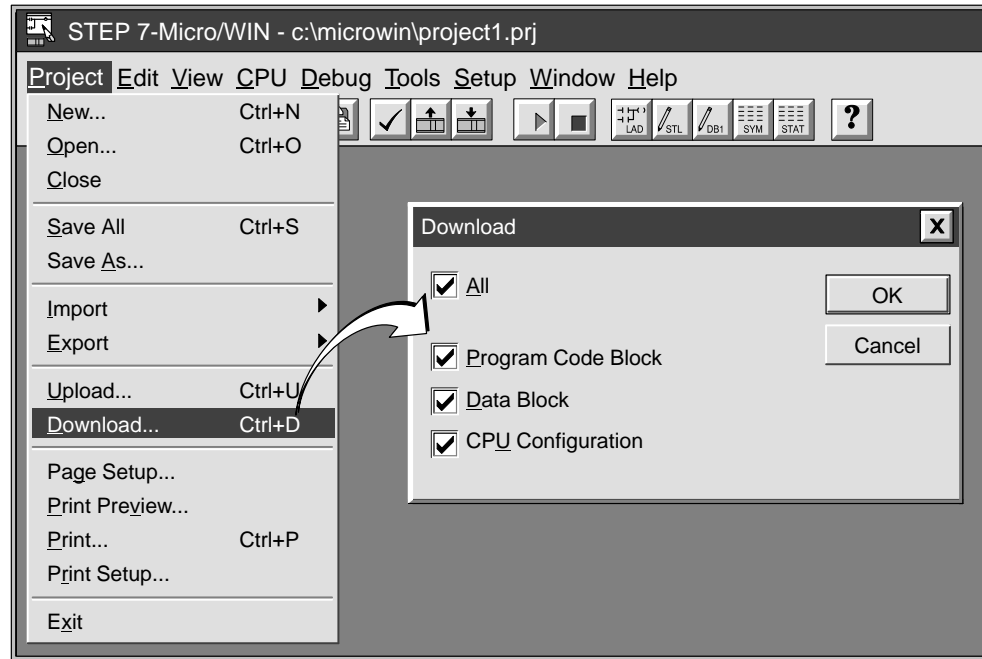 STEP 7-Micro/WIN - c:\microwin\project1.prj
Project Edit View CPU Debug Tools Setup Window Help
LAD STL DB1 SYM STAT ?
New... Ctrl+N
Open... Ctrl+O
Close
Save All Ctrl+S
Save As...
Import
Export
Upload... Ctrl+U
Download... Ctrl+D
Page Setup...
Print Preview...
Print... Ctrl+P
Print Setup...
Exit
Download X
All
OK
Program Code Block
Cancel
Data Block
CPU Configuration